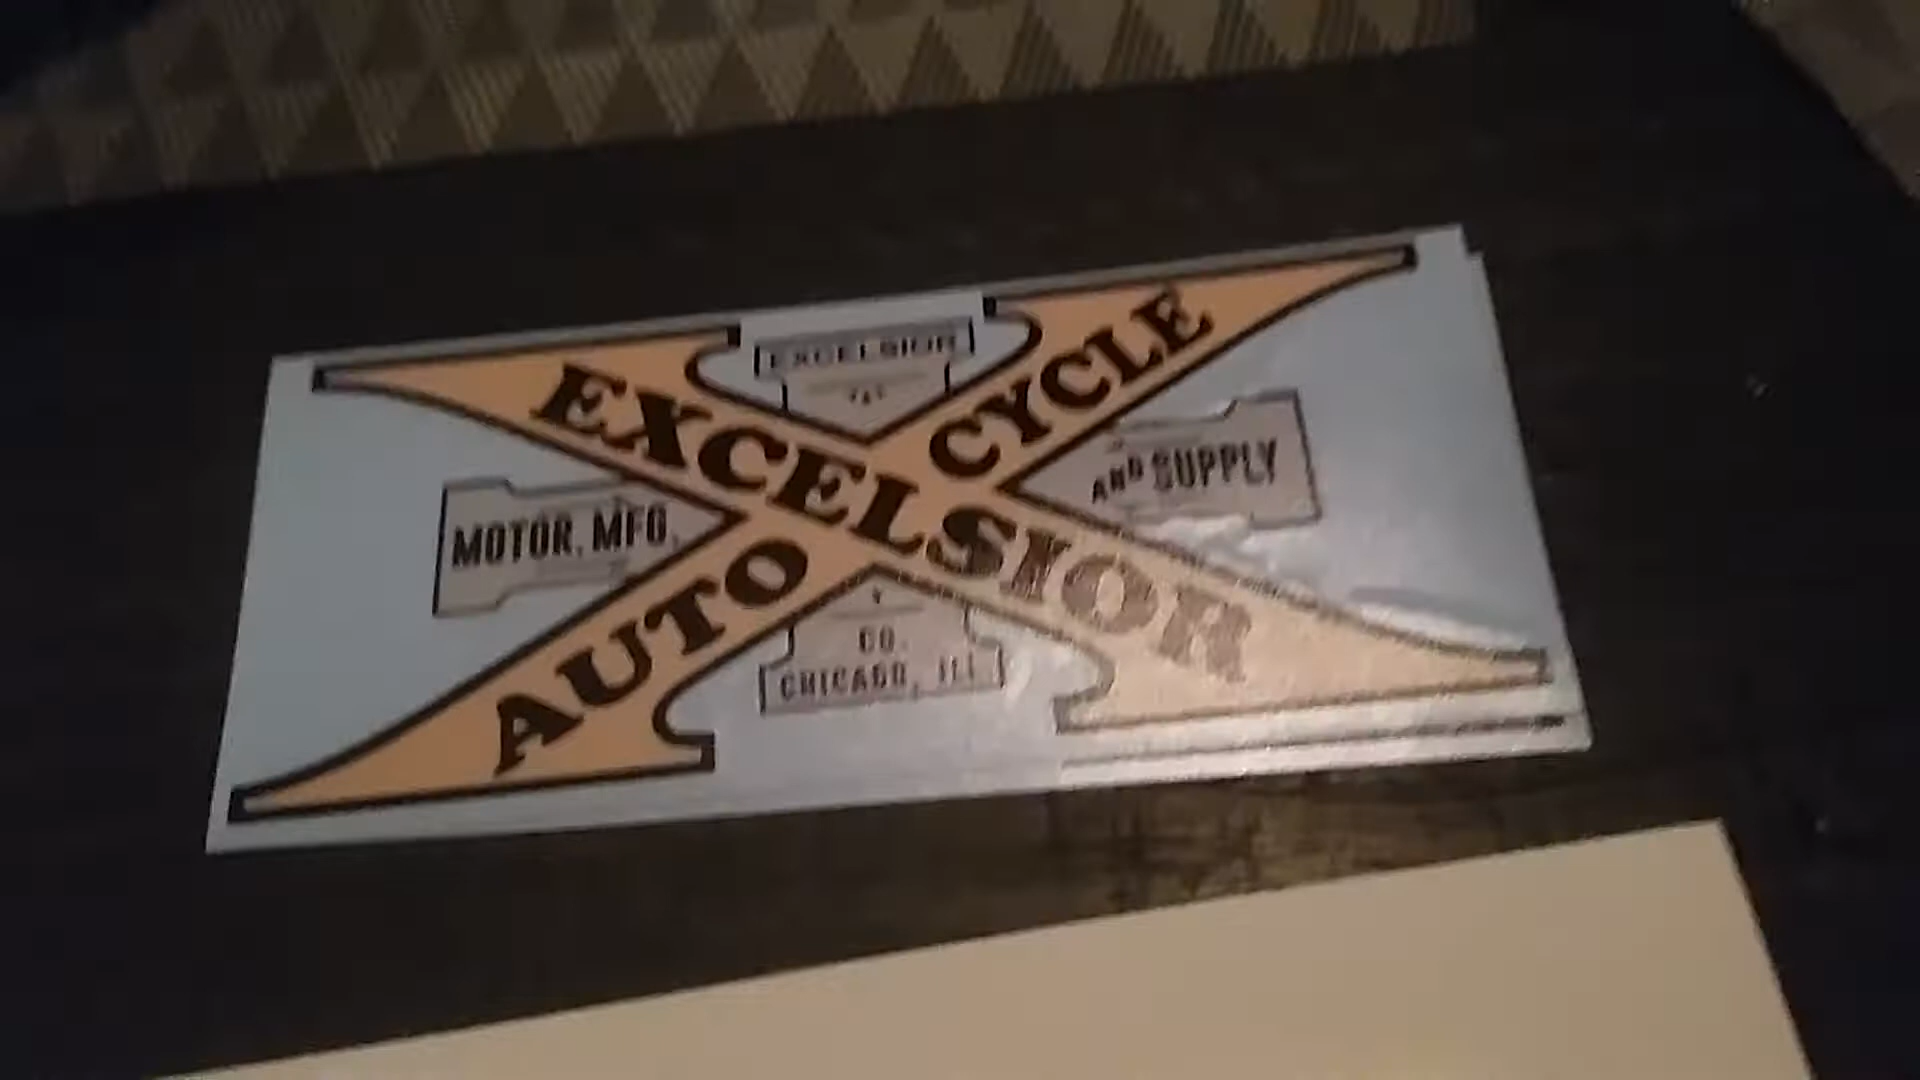 EXCELSIOR
EXCELSIOR
AUTO CYCLE
MOTOR. MFG.
AND SUPPLY
CO.
CHICAGO, ILL